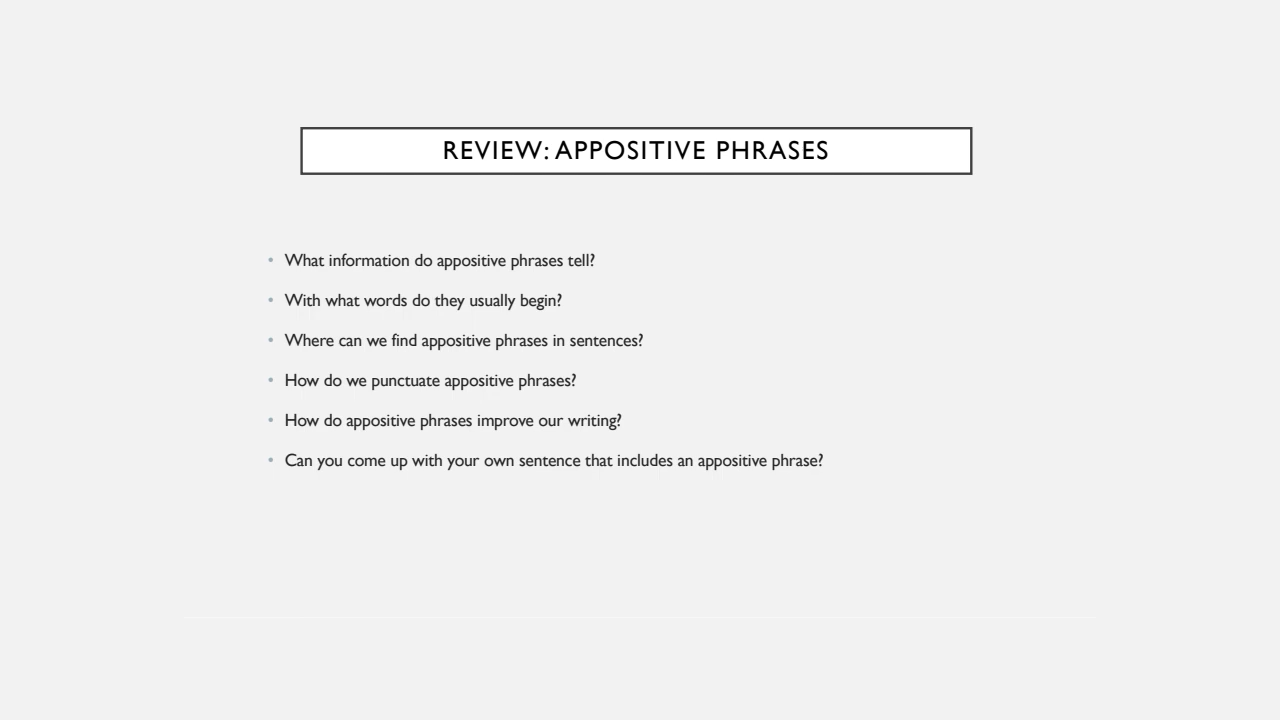 REVIEW: APPOSITIVE PHRASES
• What information do appositive phrases tell?
• With what words do they usually begin?
• Where can we find appositive phrases in sentences?
• How do we punctuate appositive phrases?
• How do appositive phrases improve our writing?
• Can you come up with your own sentence that includes an appositive phrase?